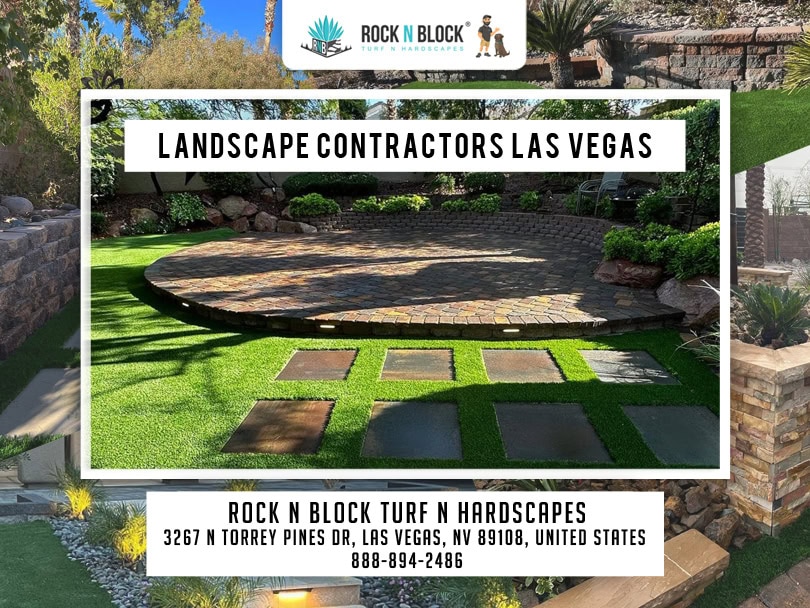 RNB
ROCK N BLOCK®
TURF N HARDSCAPES
LANDSCAPE CONTRACTORS LAS VEGAS
ROCK N BLOCK TURF N HARDSCAPES
3267 N TORREY PINES DR, LAS VEGAS, NV 89108, UNITED STATES
888-894-2486